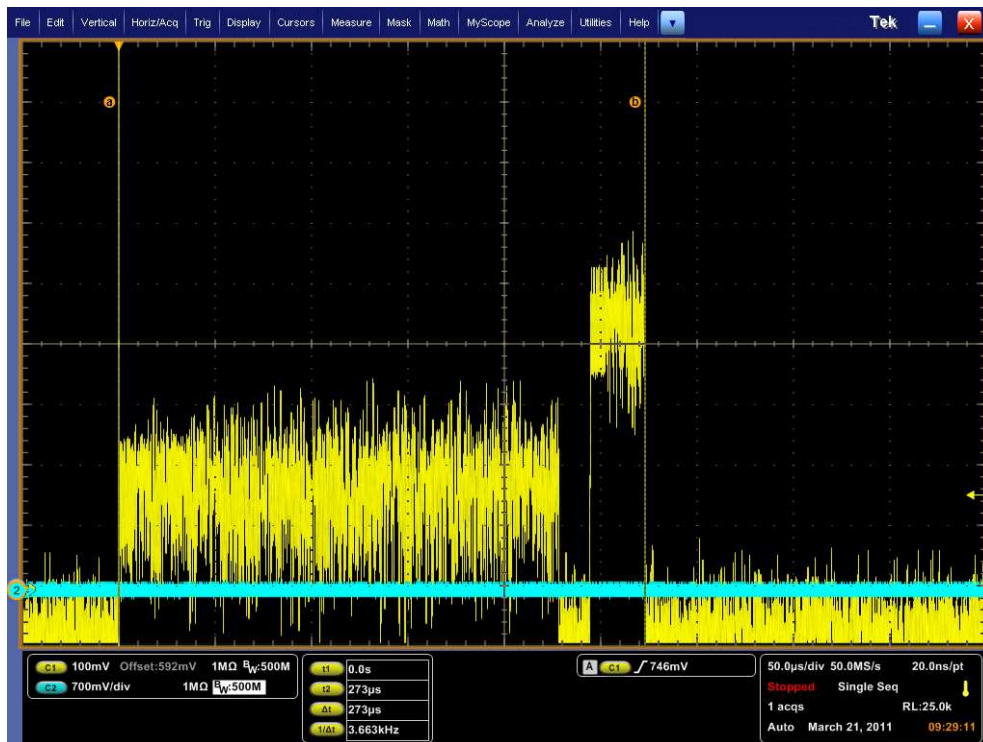 File Edit Vertical Horiz/Acq Trig Display Cursors Measure Mask Math MyScope Analyze Utilities Help Tek X
a b
2
C1 100mV Offset:592mV 1MΩ BW:500M
C2 700mV/div 1MΩ BW:500M
t1 0.0s
t2 273µs
Δt 273µs
1/Δt 3.663kHz
A C1 746mV
50.0µs/div 50.0MS/s 20.0ns/pt
Stopped Single Seq
1 acqs RL:25.0k
Auto March 21, 2011 09:29:11